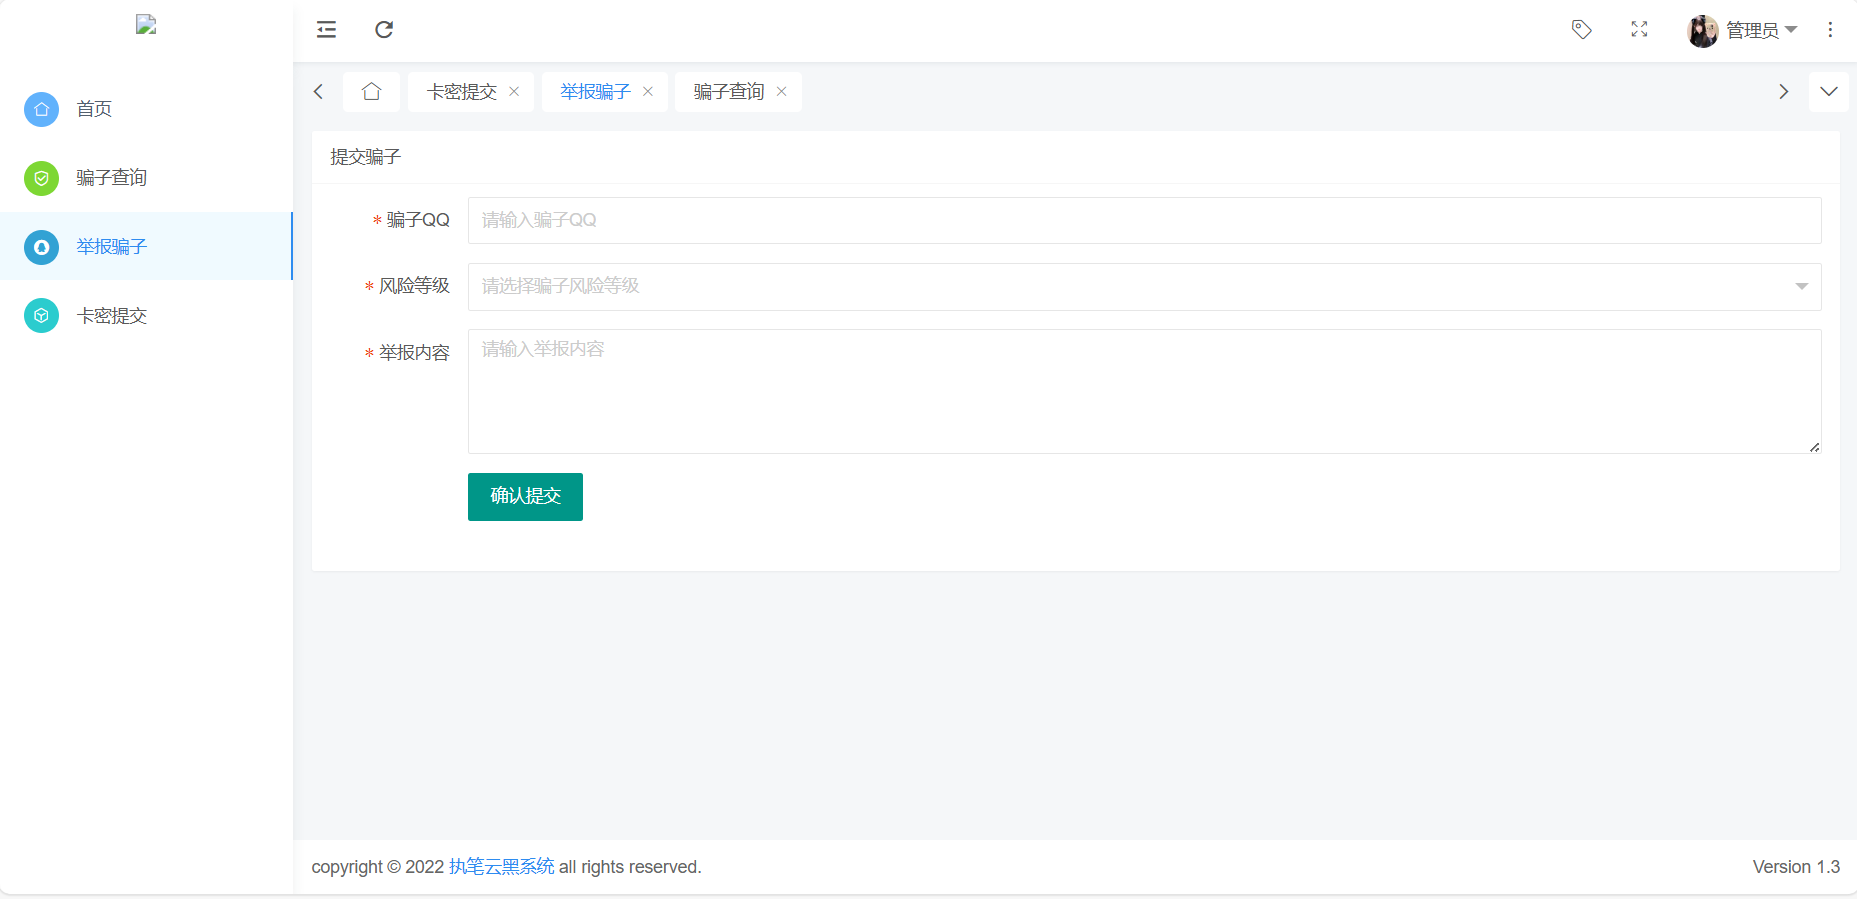 管理员
首页
骗子查询
举报骗子
卡密提交
卡密提交
举报骗子
骗子查询
提交骗子
* 骗子QQ
请输入骗子QQ
* 风险等级
请选择骗子风险等级
* 举报内容
请输入举报内容
确认提交
copyright © 2022 执笔云黑系统 all rights reserved.
Version 1.3